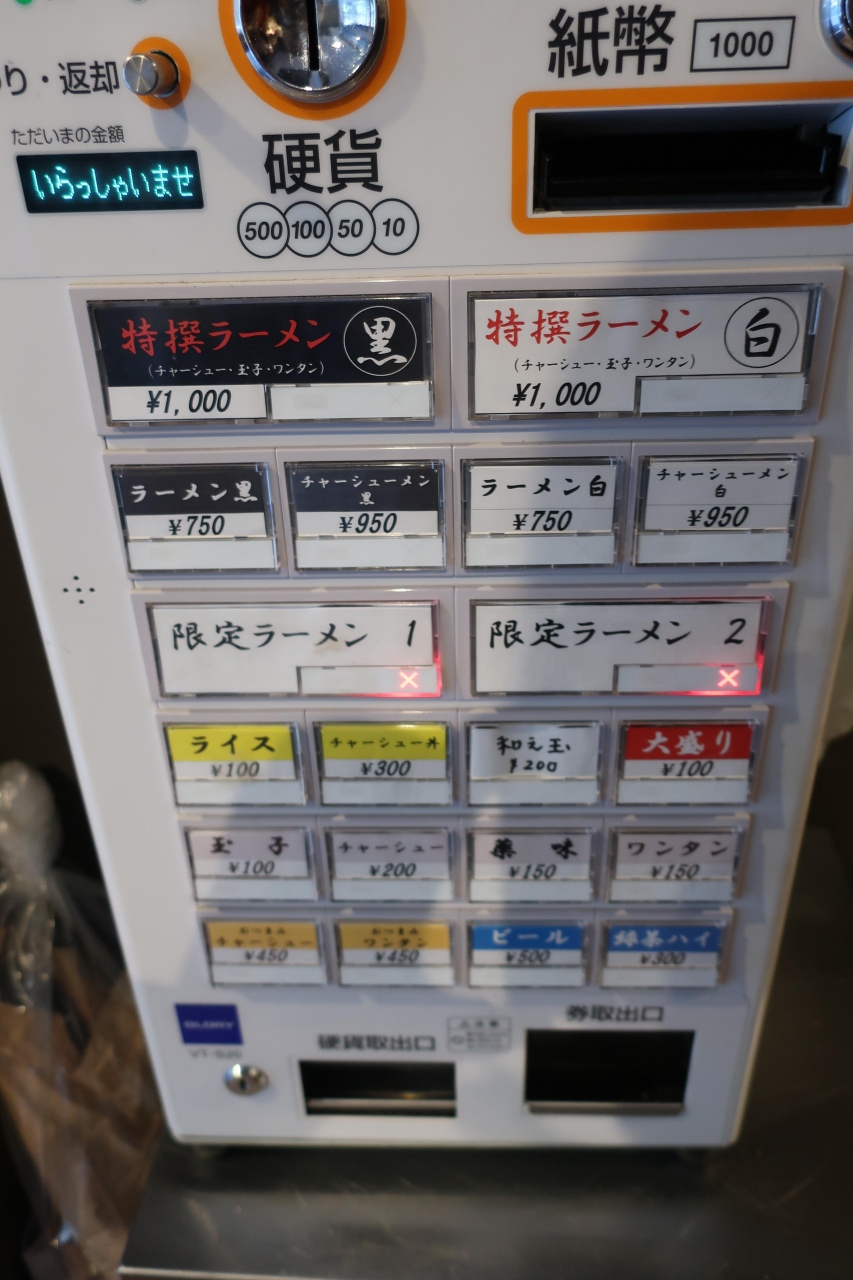 り・返却
紙幣 1000
ただいまの金額
いらっしゃいませ
硬貨
500 100 50 10
特撰ラーメン 黒
(チャーシュー・玉子・ワンタン)
¥1,000
特撰ラーメン 白
(チャーシュー・玉子・ワンタン)
¥1,000
ラーメン黒
¥750
チャーシューメン
黒
¥950
ラーメン白
¥750
チャーシューメン
白
¥950
限定ラーメン 1
×
限定ラーメン 2
×
ライス
¥100
チャーシュー丼
¥300
和え玉
¥200
大盛り
¥100
玉子
¥100
チャーシュー
¥200
薬味
¥150
ワンタン
¥150
おつまみ
チャーシュー
¥450
おつまみ
ワンタン
¥450
ビール
¥500
緑茶ハイ
¥300
GLORY
VT-S20
硬貨取出口
券取出口